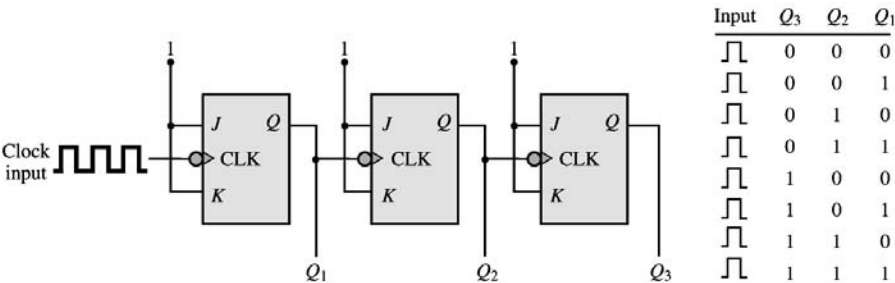 1 1 1
J Q J Q J Q
Clock input
CLK CLK CLK
K K K
Q1 Q2 Q3
Input Q3 Q2 Q1
0 0 0
0 0 1
0 1 0
0 1 1
1 0 0
1 0 1
1 1 0
1 1 1